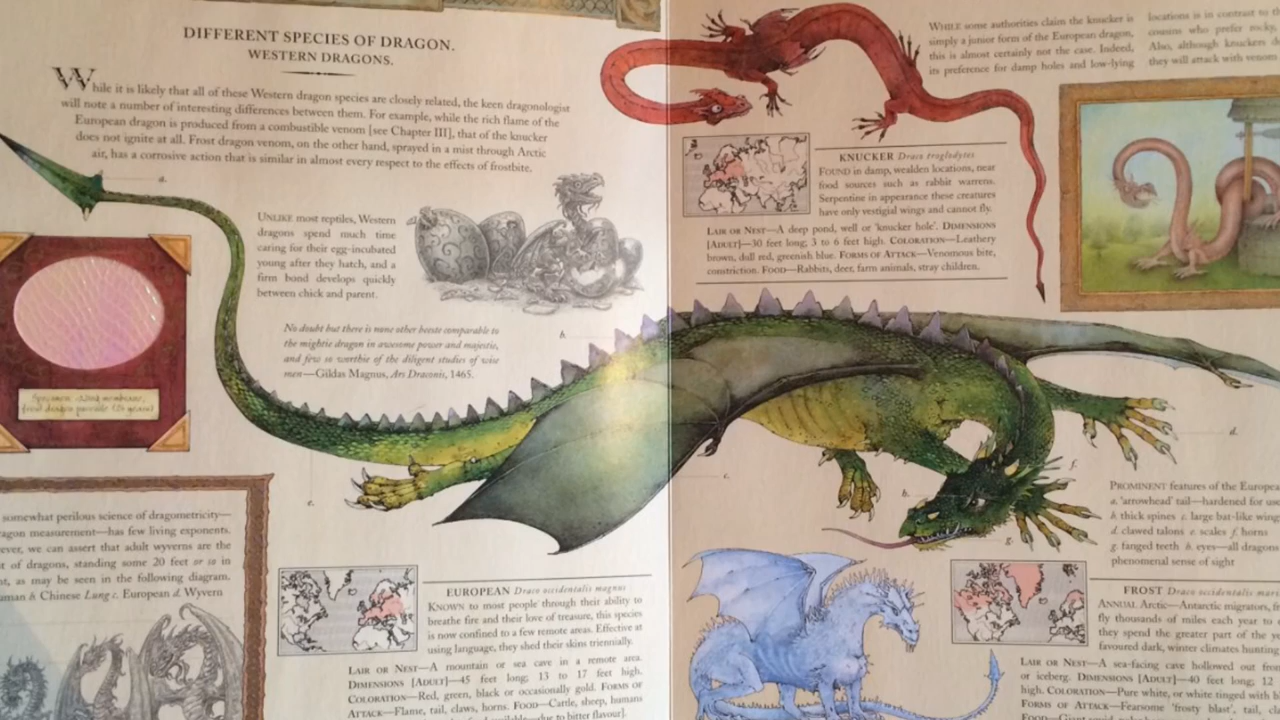 DIFFERENT SPECIES OF DRAGON.
WESTERN DRAGONS.
While it is likely that all of these Western dragon species are closely related, the keen dragonologist
will note a number of interesting differences between them. For example, while the rich flame of the
European dragon is produced from a combustible venom [see Chapter III], that of the knucker
does not ignite at all. Frost dragon venom, on the other hand, sprayed in a mist through Arctic
air, has a corrosive action that is similar in almost every respect to the effects of frostbite.
a.
UNLIKE most reptiles, Western
dragons spend much time
caring for their egg-incubated
young after they hatch, and a
firm bond develops quickly
between chick and parent.
No doubt but there is none other beeste comparable to
the mightie dragon in awesome power and majestie,
and few so worthie of the diligent studies of wise
men—Gildas Magnus, Ars Draconis, 1465.
b.
frost dragon
somewhat perilous science of dragometricity—
measurement—has few living exponents.
we can assert that adult wyverns are the
of dragons, standing some 20 feet or so in
as may be seen in the following diagram.
b. Chinese Lung c. European d. Wyvern
e.
EUROPEAN Draco occidentalis magnus
KNOWN to most people through their ability to
breathe fire and their love of treasure, this species
is now confined to a few remote areas. Effective at
using language, they shed their skins triennially.
LAIR OR NEST—A mountain or sea cave in a remote area.
DIMENSIONS [ADULT]—45 feet long; 13 to 17 feet high.
COLORATION—Red, green, black or occasionally gold. FORMS OF
ATTACK—Flame, tail, claws, horns. FOOD—Cattle, sheep, humans
due to bitter flavour].
WHILE some authorities claim the knucker is
simply a junior form of the European dragon,
this is almost certainly not the case. Indeed,
its preference for damp holes and low-lying
locations is in contrast to
cousins who prefer rocky,
Also, although knuckers
they will attack with venom
KNUCKER Draco troglodytes
FOUND in damp, wealden locations, near
food sources such as rabbit warrens.
Serpentine in appearance these creatures
have only vestigial wings and cannot fly.
LAIR OR NEST—A deep pond, well or 'knucker hole'. DIMENSIONS
[ADULT]—30 feet long; 3 to 6 feet high. COLORATION—Leathery
brown, dull red, greenish blue. FORMS OF ATTACK—Venomous bite,
constriction. FOOD—Rabbits, deer, farm animals, stray children.
c.
d.
f.
h.
g.
PROMINENT features of the
a. 'arrowhead' tail—hardened for
b. thick spines c. large bat-like
d. clawed talons e. scales f. horns
g. fanged teeth h. eyes—all
phenomenal sense of sight
FROST Draco occidentalis
ANNUAL Arctic—Antarctic migrators,
fly thousands of miles each year to
they spend the greater part of the
favoured dark, winter climates hunting
LAIR OR NEST—A sea-facing cave hollowed out
or iceberg. DIMENSIONS [ADULT]—40 feet long; 12
high. COLORATION—Pure white, or white tinged with
FORMS OF ATTACK—Fearsome 'frosty blast', tail,